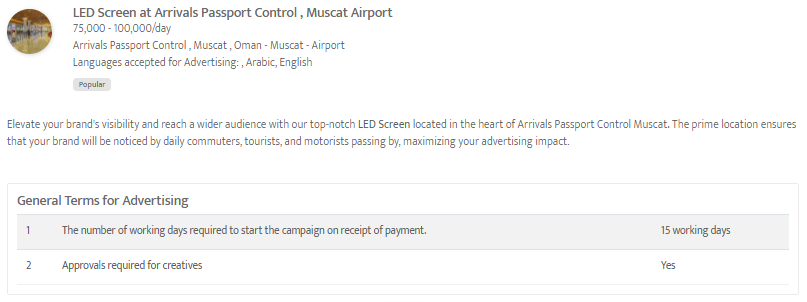 LED Screen at Arrivals Passport Control , Muscat Airport
75,000 - 100,000/day
Arrivals Passport Control , Muscat , Oman - Muscat - Airport
Languages accepted for Advertising: , Arabic, English
Popular
Elevate your brand's visibility and reach a wider audience with our top-notch LED Screen located in the heart of Arrivals Passport Control Muscat. The prime location ensures
that your brand will be noticed by daily commuters, tourists, and motorists passing by, maximizing your advertising impact.
General Terms for Advertising
1 The number of working days required to start the campaign on receipt of payment. 15 working days
2 Approvals required for creatives Yes